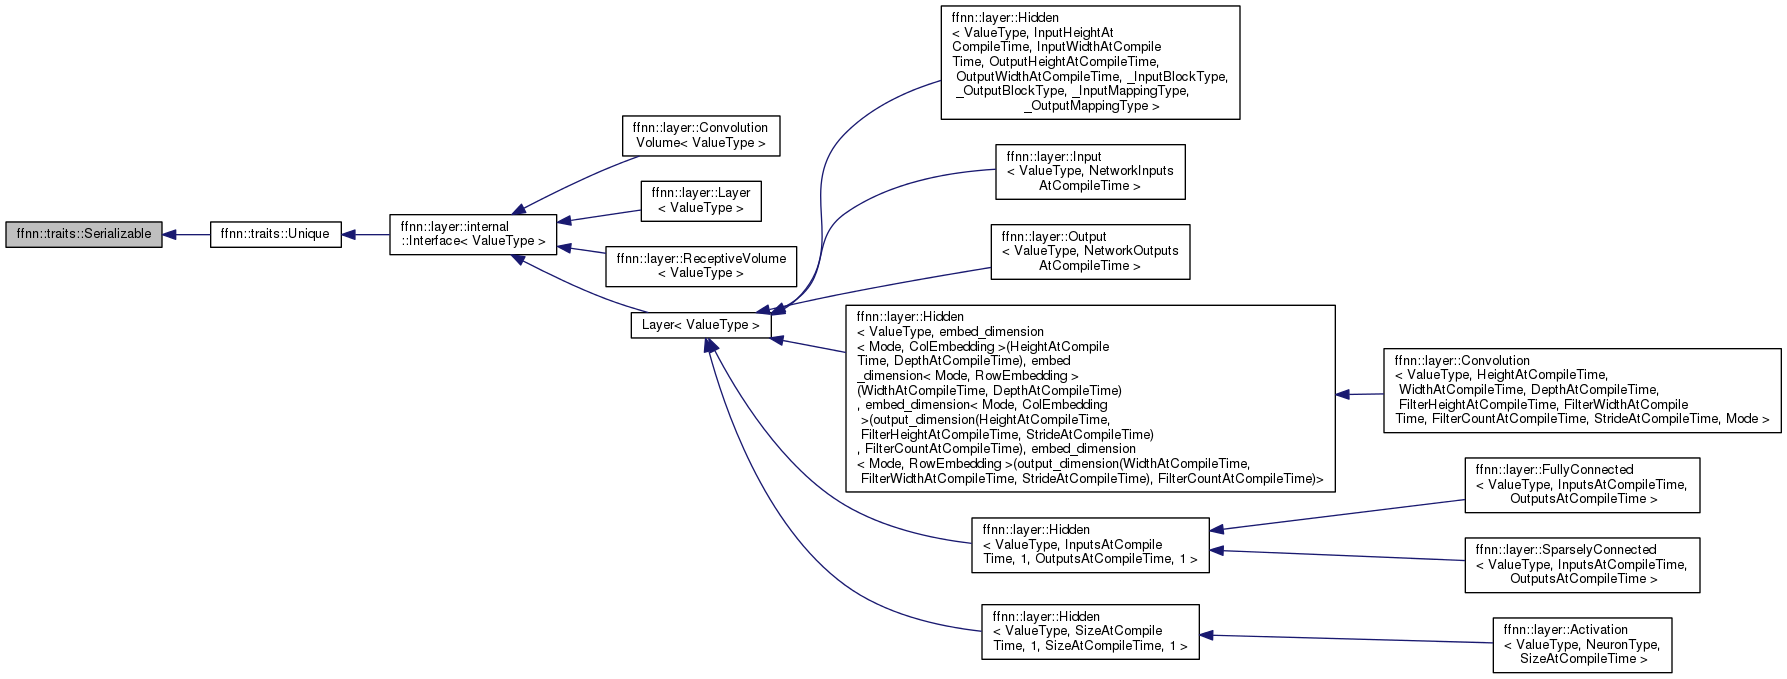 ffnn::traits::Serializable
ffnn::traits::Unique
ffnn::layer::internal
::Interface< ValueType >
ffnn::layer::Convolution
Volume< ValueType >
ffnn::layer::Layer
< ValueType >
ffnn::layer::ReceptiveVolume
< ValueType >
Layer< ValueType >
ffnn::layer::Hidden
< ValueType, InputHeightAt
CompileTime, InputWidthAtCompile
Time, OutputHeightAtCompileTime,
OutputWidthAtCompileTime, _InputBlockType,
_OutputBlockType, _InputMappingType,
_OutputMappingType >
ffnn::layer::Input
< ValueType, NetworkInputs
AtCompileTime >
ffnn::layer::Output
< ValueType, NetworkOutputs
AtCompileTime >
ffnn::layer::Hidden
< ValueType, embed_dimension
< Mode, ColEmbedding >(HeightAtCompile
Time, DepthAtCompileTime), embed
_dimension< Mode, RowEmbedding >
(WidthAtCompileTime, DepthAtCompileTime)
, embed_dimension< Mode, ColEmbedding
>(output_dimension(HeightAtCompileTime,
FilterHeightAtCompileTime, StrideAtCompileTime)
, FilterCountAtCompileTime), embed_dimension
< Mode, RowEmbedding >(output_dimension(WidthAtCompileTime,
FilterWidthAtCompileTime, StrideAtCompileTime), FilterCountAtCompileTime)>
ffnn::layer::Hidden
< ValueType, InputsAtCompile
Time, 1, OutputsAtCompileTime, 1 >
ffnn::layer::Hidden
< ValueType, SizeAtCompile
Time, 1, SizeAtCompileTime, 1 >
ffnn::layer::Convolution
< ValueType, HeightAtCompileTime,
WidthAtCompileTime, DepthAtCompileTime,
FilterHeightAtCompileTime, FilterWidthAtCompile
Time, FilterCountAtCompileTime, StrideAtCompileTime, Mode >
ffnn::layer::FullyConnected
< ValueType, InputsAtCompileTime,
OutputsAtCompileTime >
ffnn::layer::SparselyConnected
< ValueType, InputsAtCompileTime,
OutputsAtCompileTime >
ffnn::layer::Activation
< ValueType, NeuronType,
SizeAtCompileTime >